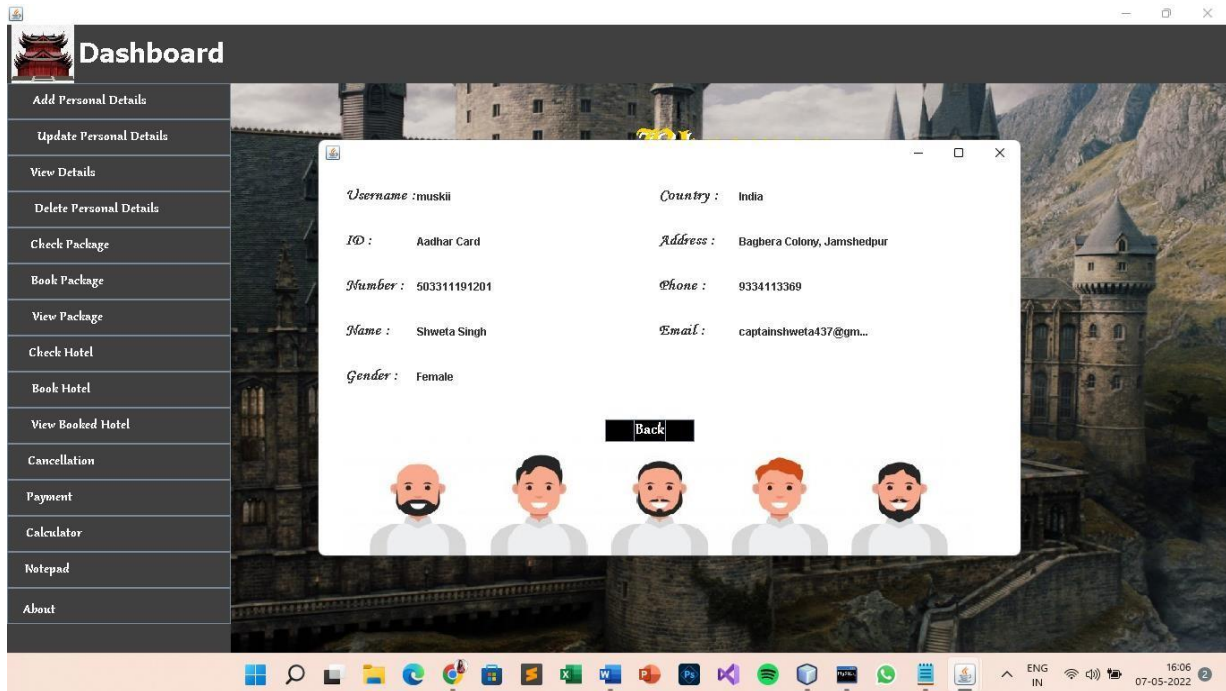 Dashboard
Add Personal Details
Update Personal Details
View Details
Delete Personal Details
Check Package
Book Package
View Package
Check Hotel
Book Hotel
View Booked Hotel
Cancellation
Payment
Calculator
Notepad
About
Username : muskii
Country : India
ID : Aadhar Card
Address : Bagbera Colony, Jamshedpur
Number : 503311191201
Phone : 9334113369
Name : Shweta Singh
Email : captainshweta437@gm...
Gender : Female
Back
ENG
IN
16:06
07-05-2022
2